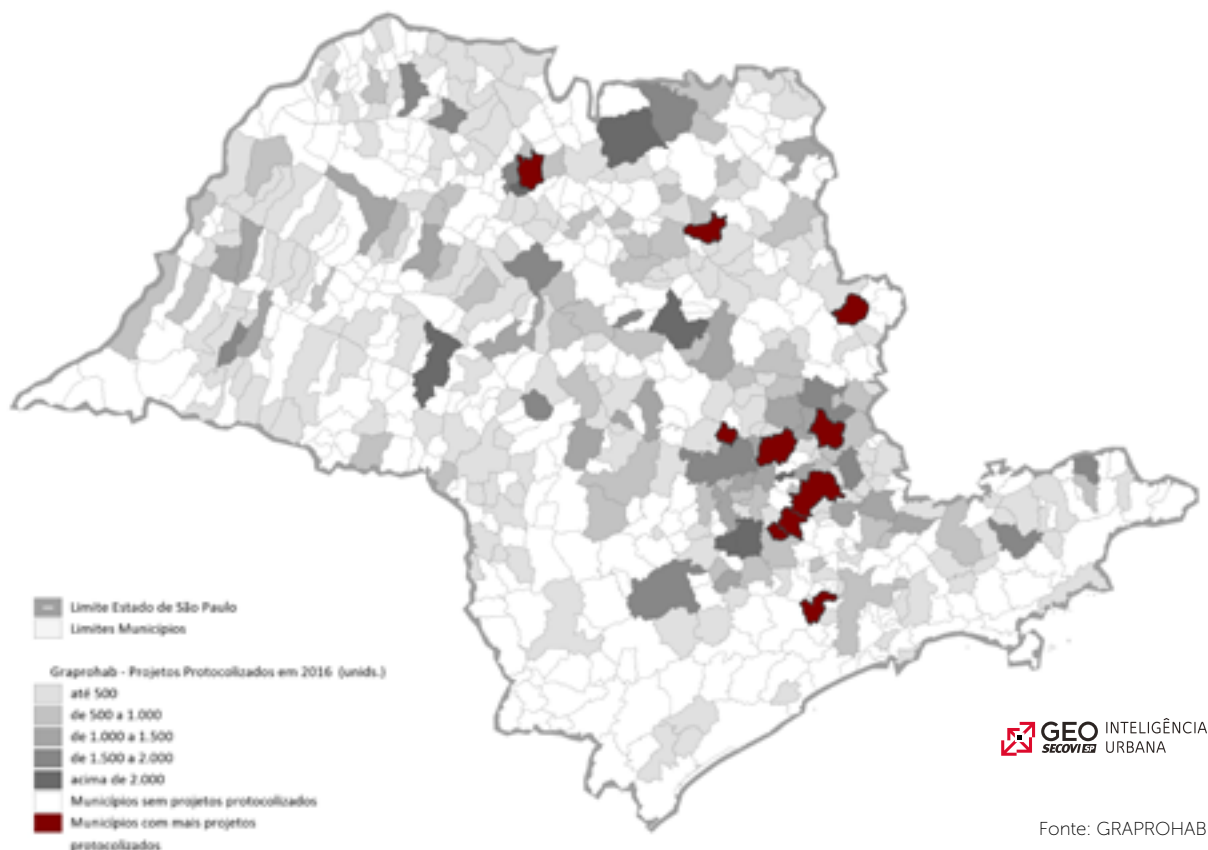 Limite Estado de São Paulo
Limites Municípios
Graprohab - Projetos Protocolizados em 2016 (unids.)
até 500
de 500 a 1.000
de 1.000 a 1.500
de 1.500 a 2.000
acima de 2.000
Municípios sem projetos protocolizados
Municípios com mais projetos
protocolizados
GEO INTELIGÊNCIA
SECOVI SP URBANA
Fonte: GRAPROHAB